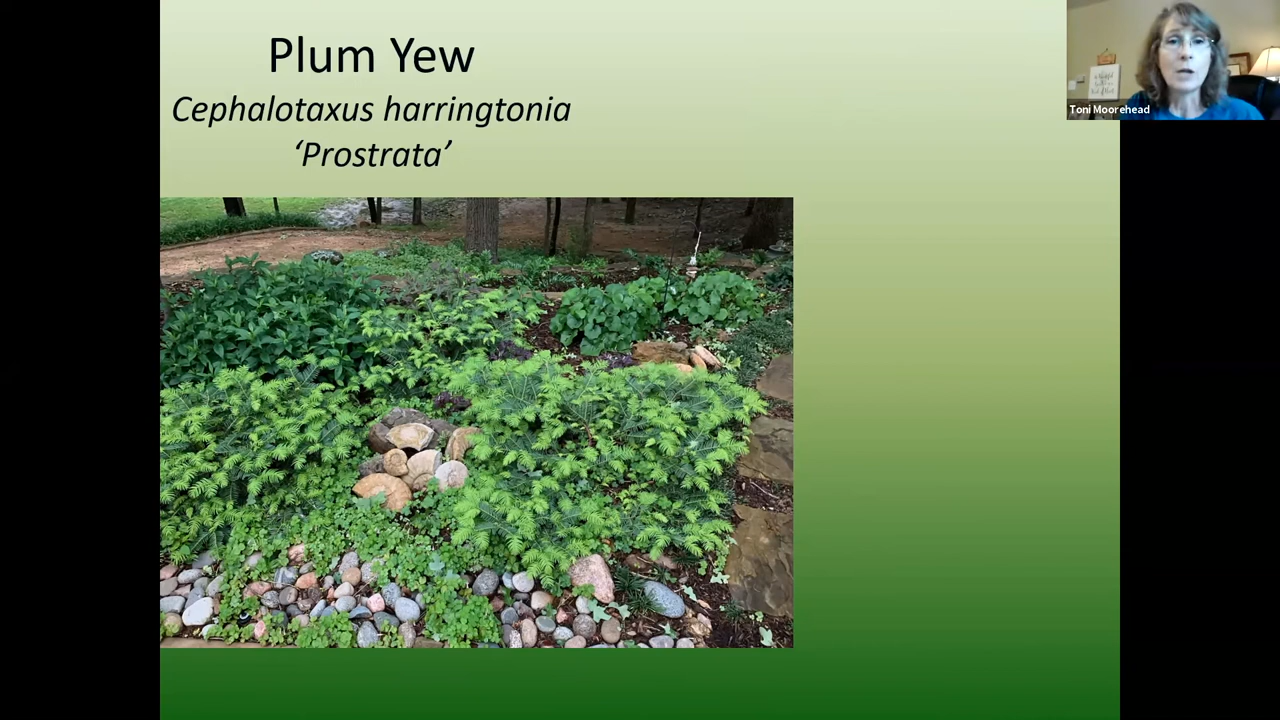 Plum Yew
Cephalotaxus harringtonia
‘Prostrata’
Toni Moorehead